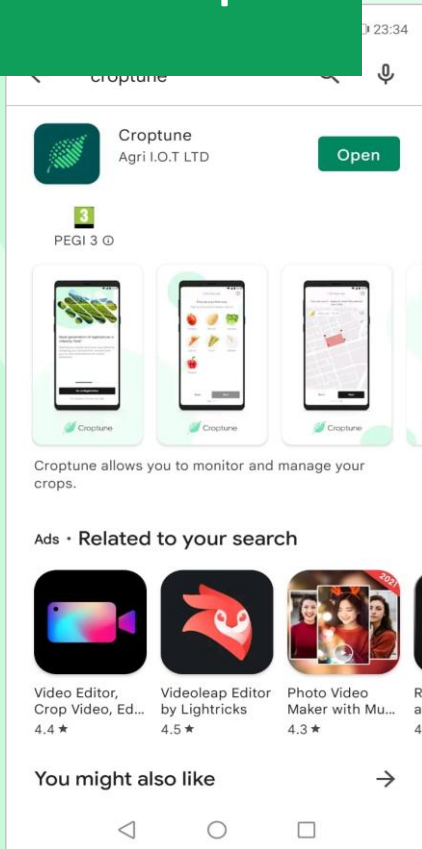 23:34
croptune
Croptune
Agri I.O.T LTD
Open
3
PEGI 3
Croptune
Croptune
Croptune
Croptune allows you to monitor and manage your
crops.
Ads • Related to your search
2021
Video Editor,
Crop Video, Ed...
4.4 ★
Videoleap Editor
by Lightricks
4.5 ★
Photo Video
Maker with Mu...
4.3 ★
You might also like